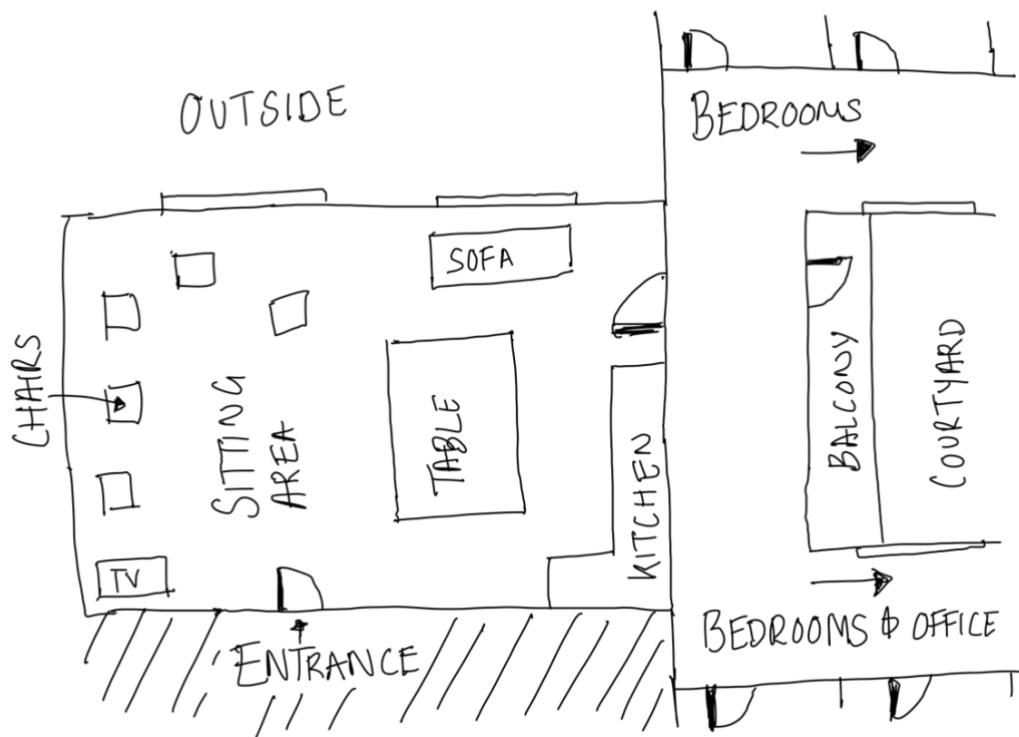 OUTSIDE
BEDROOMS
SOFA
CHAIRS
SITTING
AREA
TABLE
KITCHEN
BALCONY
COURTYARD
TV
ENTRANCE
BEDROOMS & OFFICE